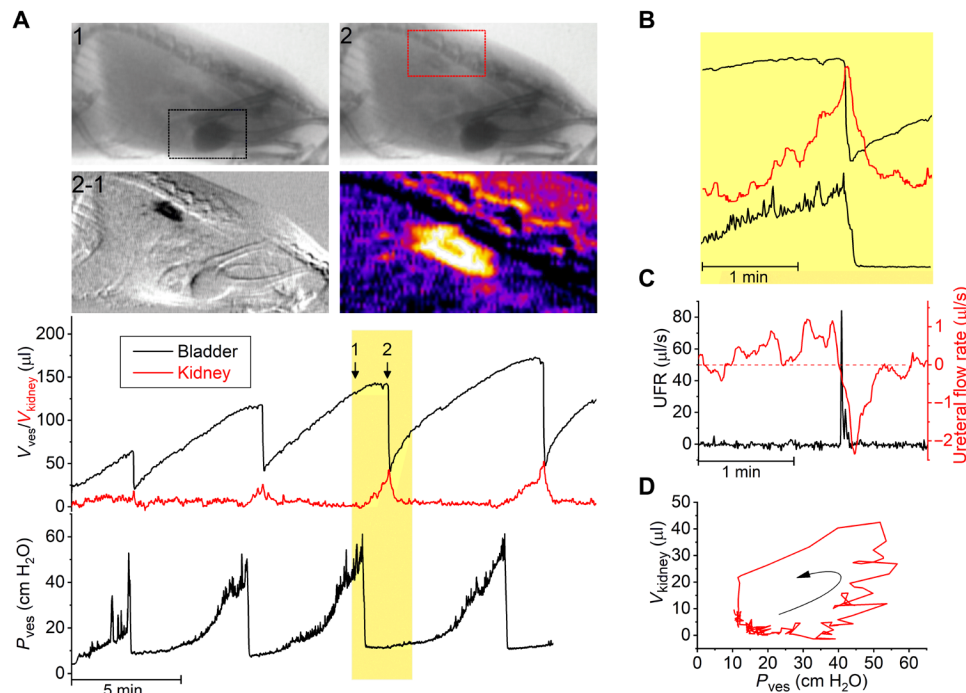 A
1
2
2-1
200
150
100
50
0
V_ves/V_kidney (µl)
Bladder
Kidney
1
2
60
40
20
0
P_ves (cm H₂O)
5 min
B
1 min
C
80
60
40
20
0
UFR (µl/s)
1
0
−1
−2
Ureteral flow rate (µl/s)
1 min
D
50
40
30
20
10
0
V_kidney (µl)
0 10 20 30 40 50 60
P_ves (cm H₂O)